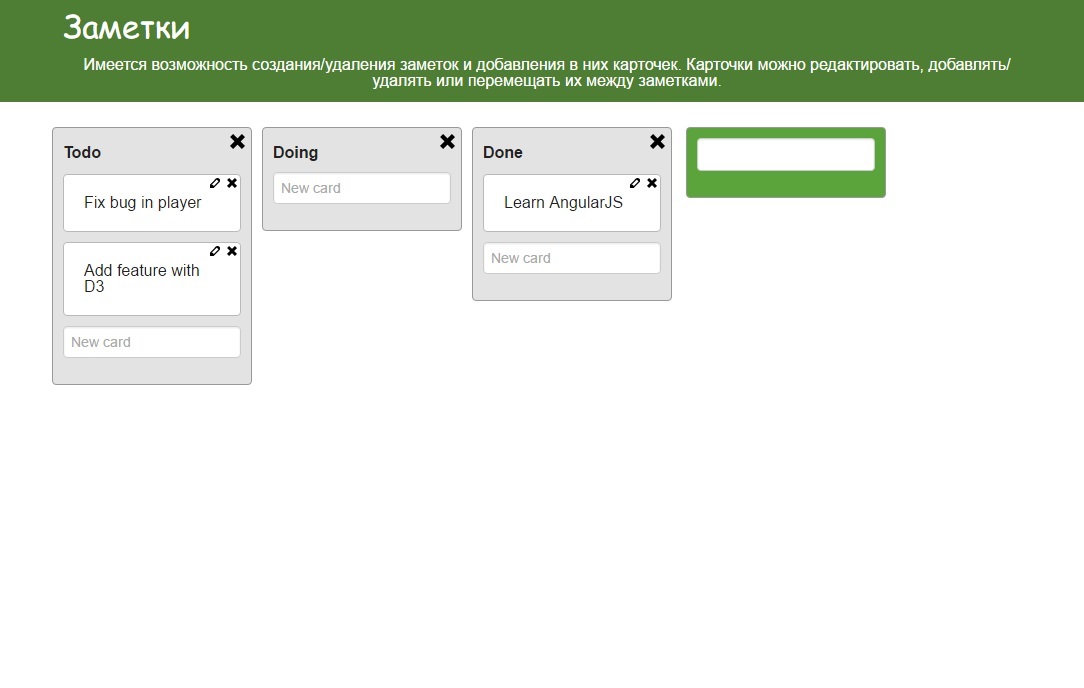 Заметки
Имеется возможность создания/удаления заметок и добавления в них карточек. Карточки можно редактировать, добавлять/
удалять или перемещать их между заметками.
Todo
Fix bug in player
Add feature with
D3
New card
Doing
New card
Done
Learn AngularJS
New card